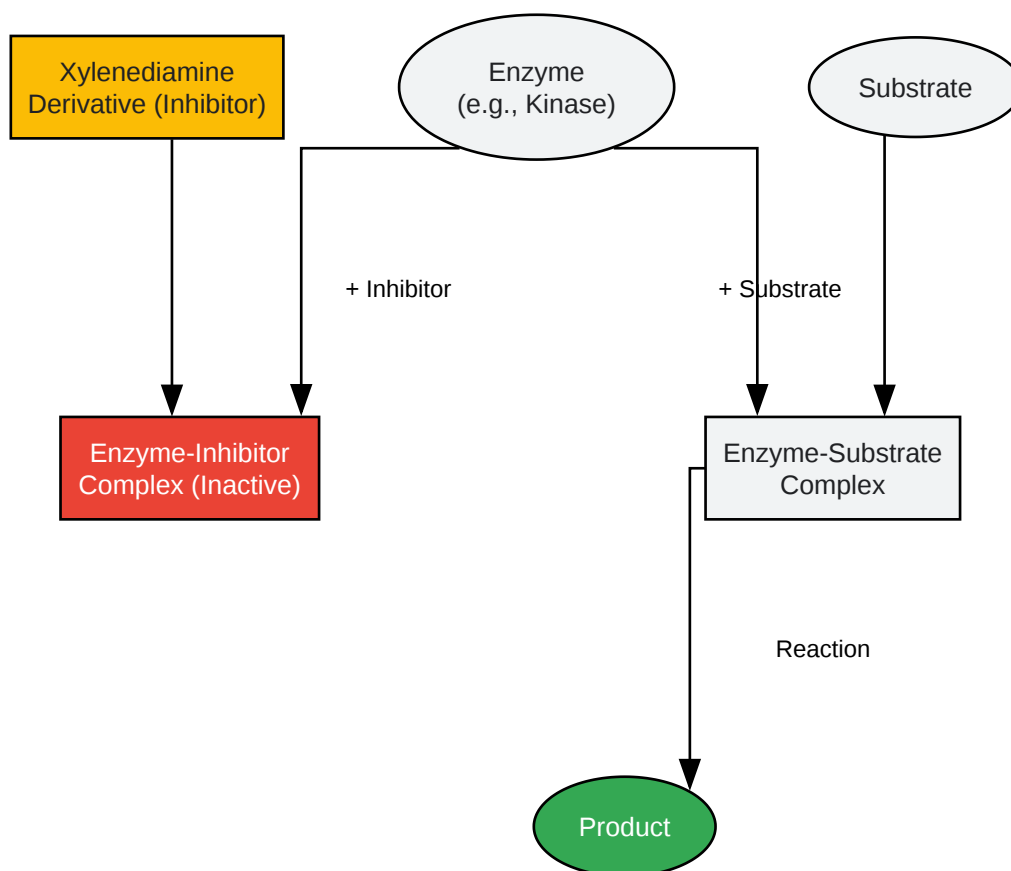 Xylenediamine
Derivative (Inhibitor)
Enzyme
(e.g., Kinase)
Substrate
+ Inhibitor
+ Substrate
Enzyme-Inhibitor
Complex (Inactive)
Enzyme-Substrate
Complex
Reaction
Product